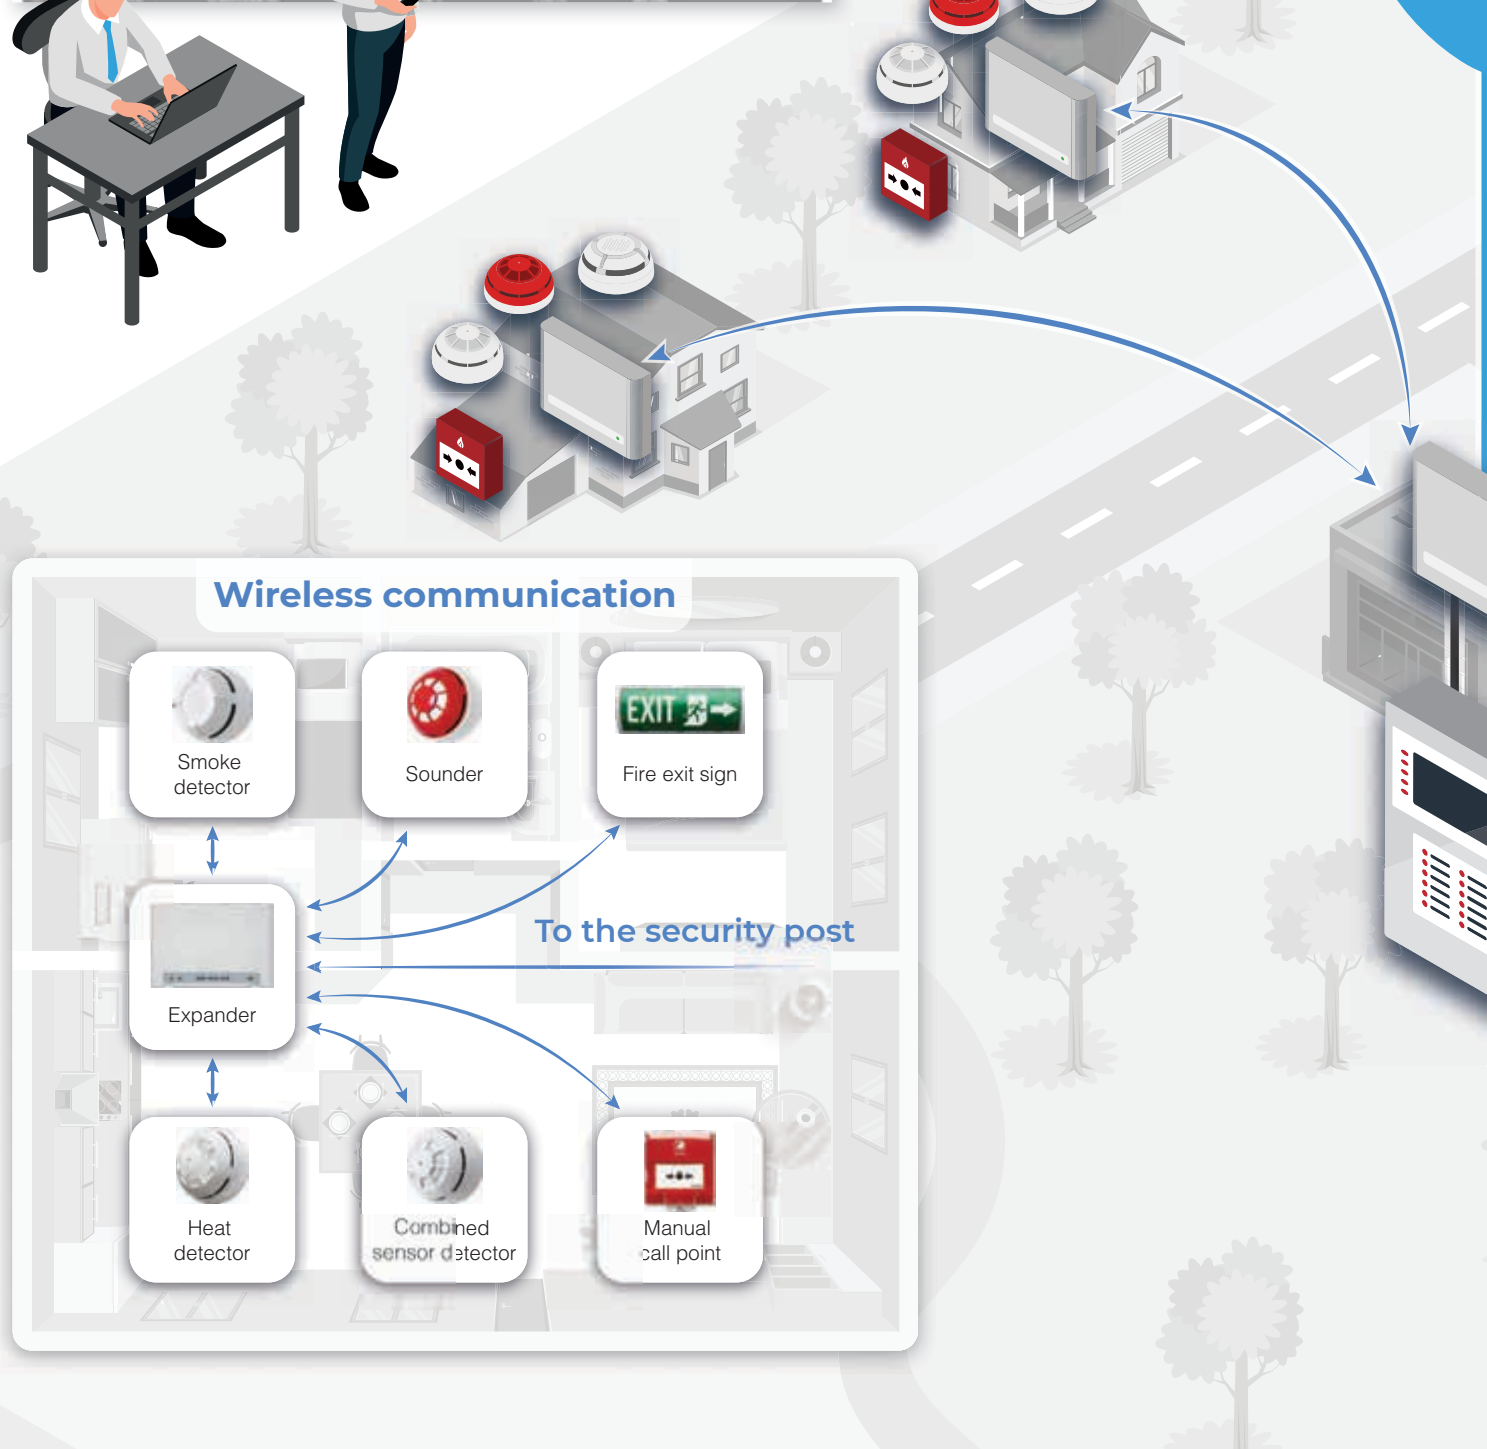 Wireless communication
Smoke
detector
Sounder
EXIT
Fire exit sign
To the security post
Expander
Heat
detector
Combined
sensor detector
Manual
call point